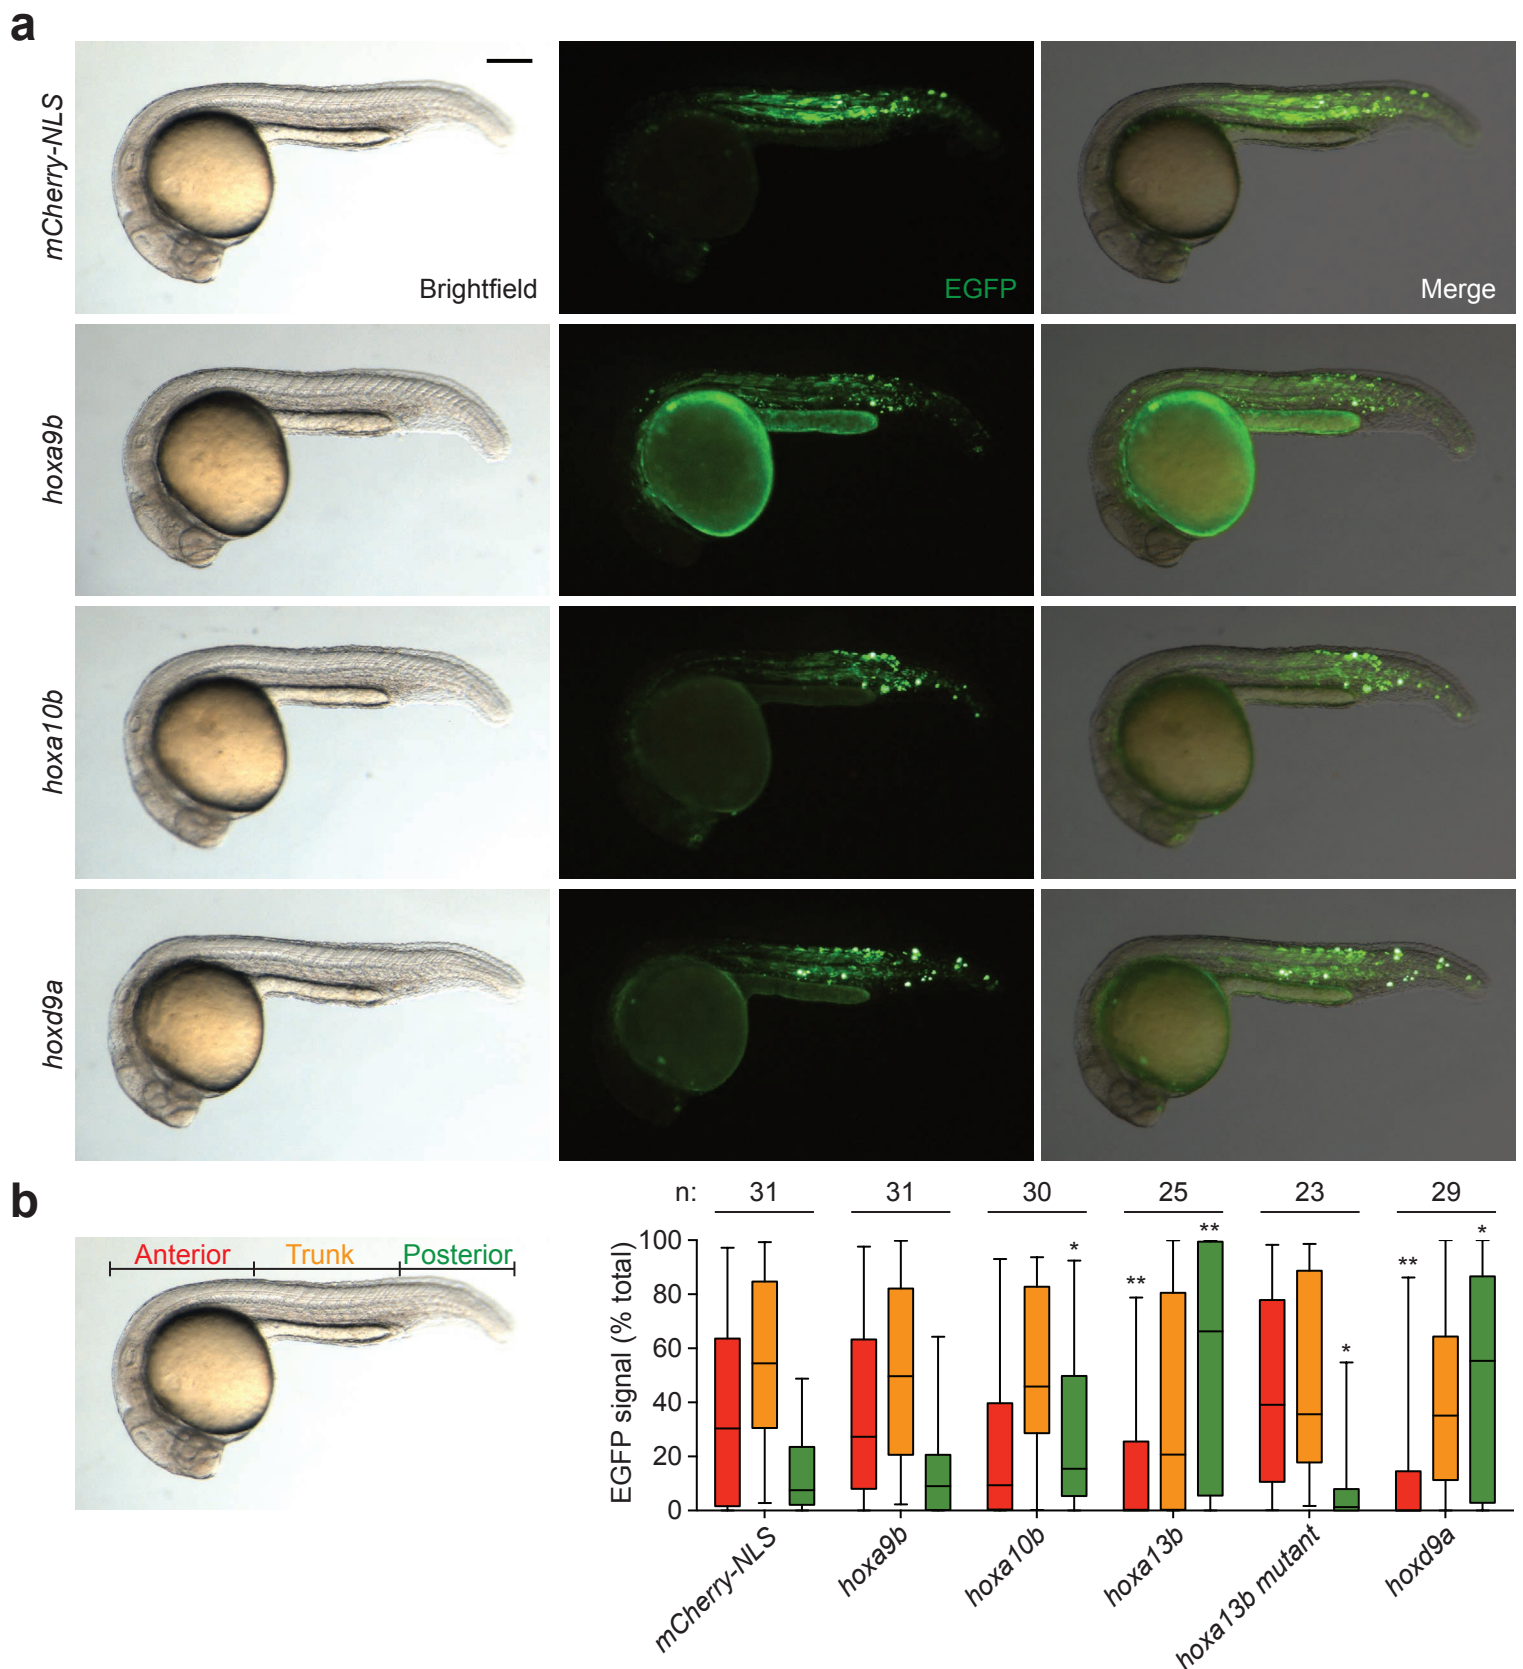 a
mCherry-NLS
Brightfield
EGFP
Merge
hoxa9b
hoxa10b
hoxd9a
b
Anterior
Trunk
Posterior
n:
31
31
30
25
23
29
EGFP signal (% total)
100
80
60
40
20
0
*
**
**
*
**
*
mCherry-NLS
hoxa9b
hoxa10b
hoxa13b
hoxa13b mutant
hoxd9a